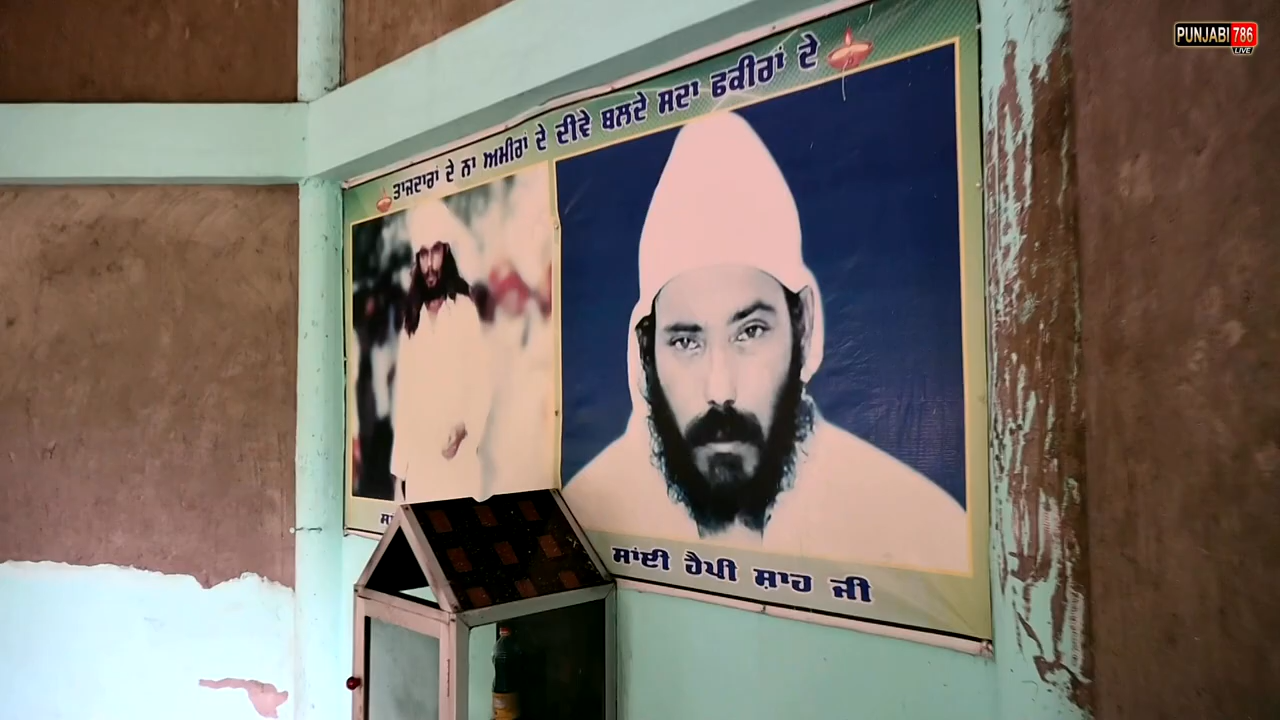 PUNJABI 786
LIVE
ਤਾਜਦਾਰਾਂ ਦੇ ਨਾ ਅਮੀਰਾਂ ਦੇ ਦੀਵੇ ਬਲਦੇ ਸਦਾ ਫਕੀਰਾਂ ਦੇ
ਸਾਂਈ ਹੈਪੀ ਸ਼ਾਹ ਜੀ